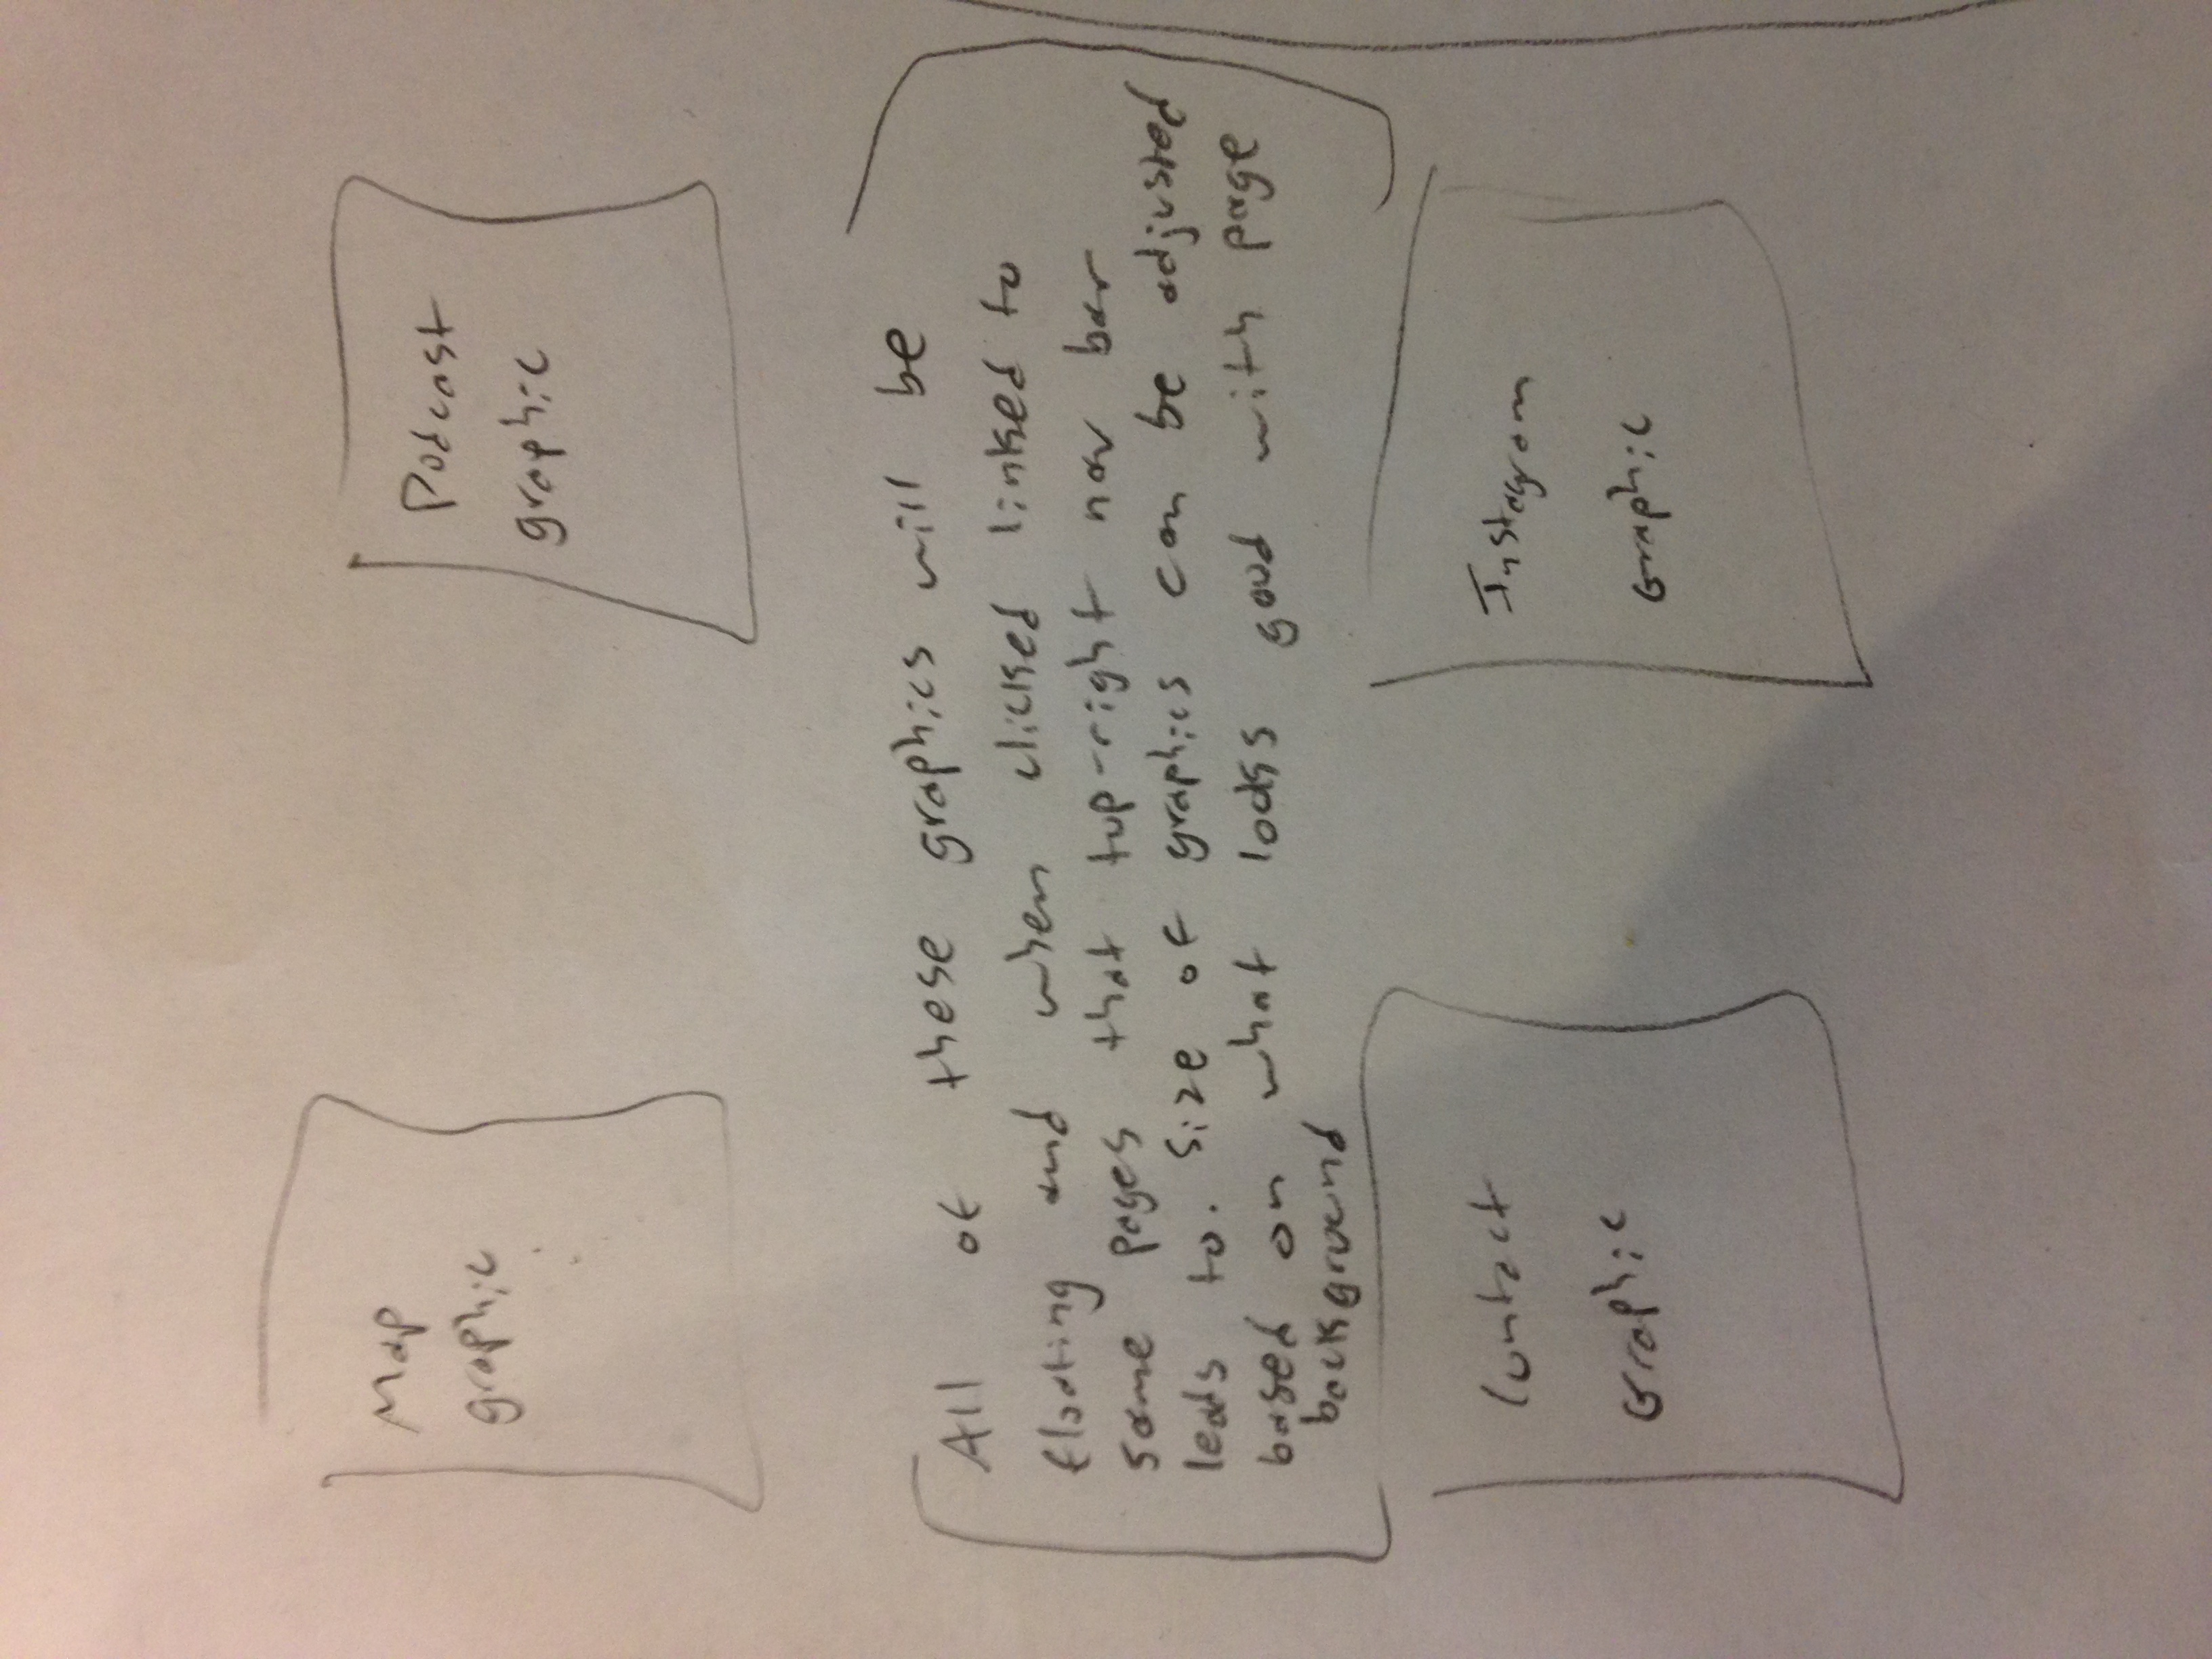 Map
graphic
Podcast
graphic
All of these graphics will be
floating and when clicked linked to
same pages that top-right nav bar
leads to. Size of graphics can be adjusted
based on what looks good with page
background
Contact
Graphic
Instagram
Graphic